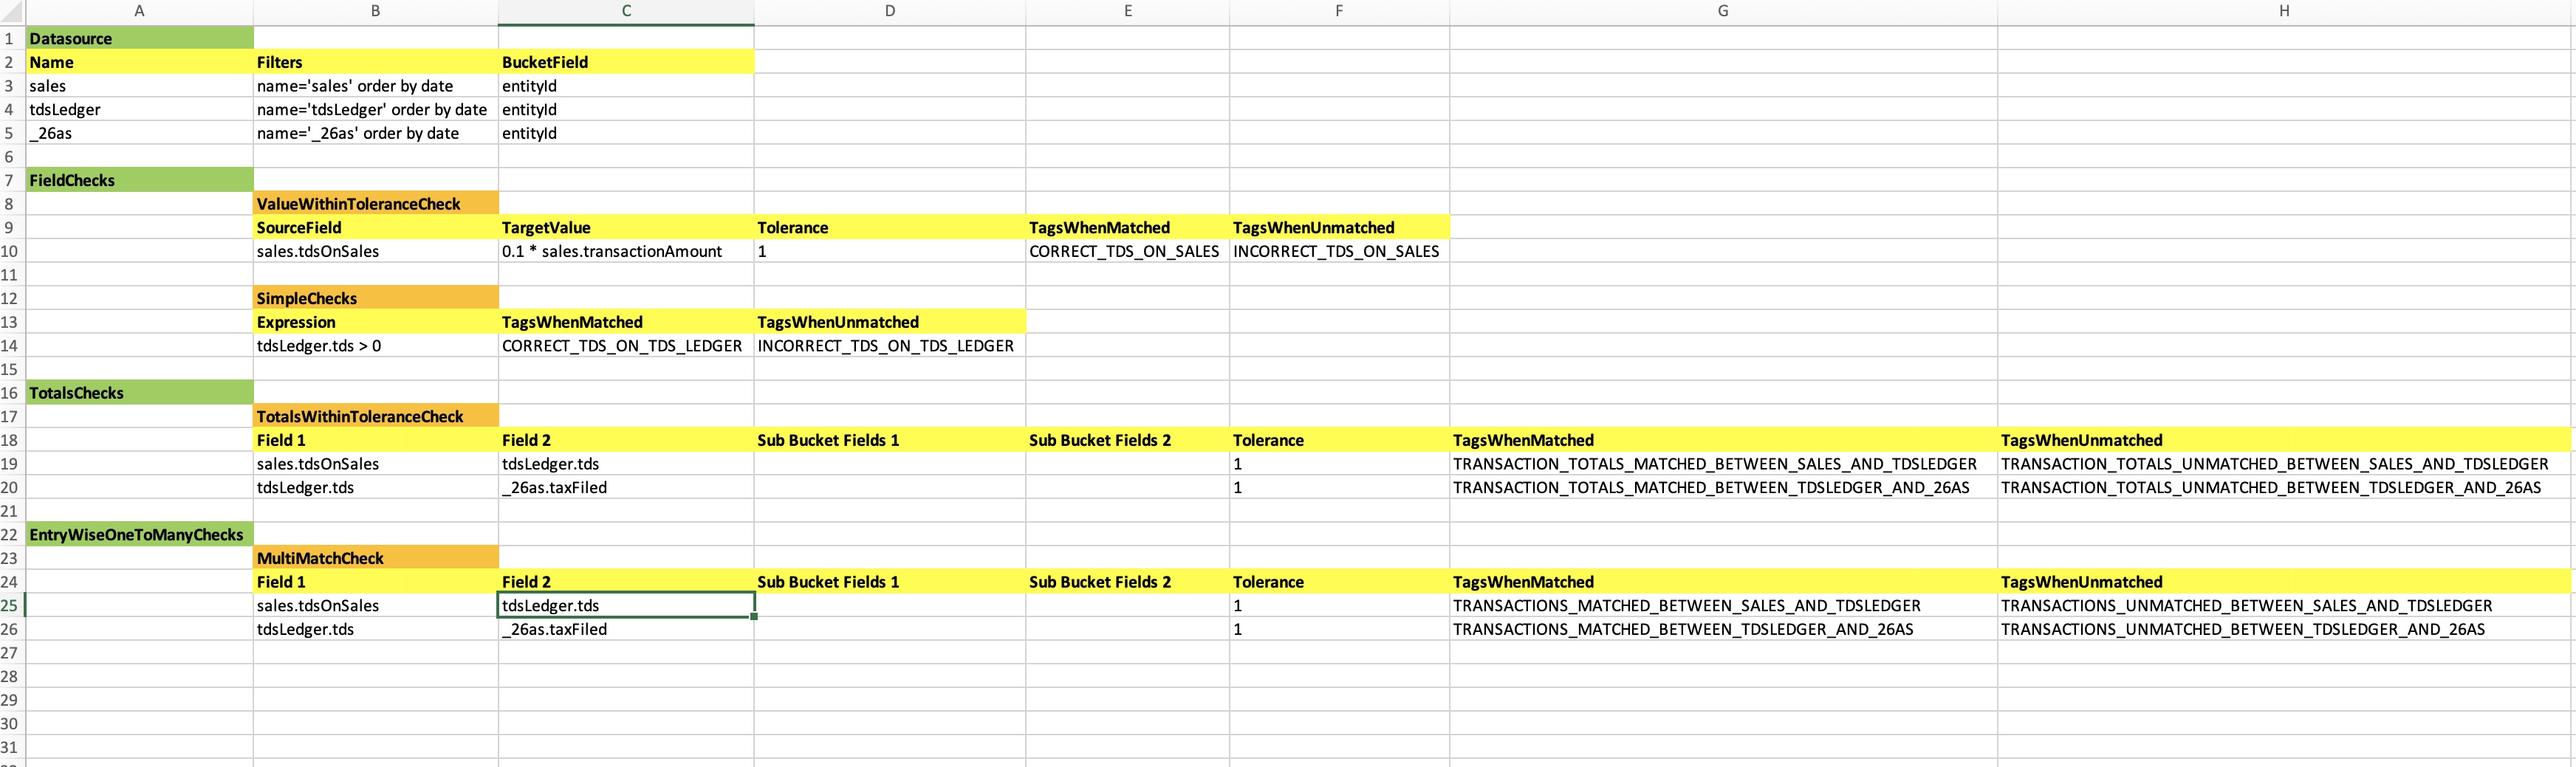 A B C D E F G H
1 Datasource
2 Name Filters BucketField
3 sales name='sales' order by date entityId
4 tdsLedger name='tdsLedger' order by date entityId
5 _26as name='_26as' order by date entityId
6
7 FieldChecks
8 ValueWithinToleranceCheck
9 SourceField TargetValue Tolerance TagsWhenMatched TagsWhenUnmatched
10 sales.tdsOnSales 0.1 * sales.transactionAmount 1 CORRECT_TDS_ON_SALES INCORRECT_TDS_ON_SALES
11
12 SimpleChecks
13 Expression TagsWhenMatched TagsWhenUnmatched
14 tdsLedger.tds > 0 CORRECT_TDS_ON_TDS_LEDGER INCORRECT_TDS_ON_TDS_LEDGER
15
16 TotalsChecks
17 TotalsWithinToleranceCheck
18 Field 1 Field 2 Sub Bucket Fields 1 Sub Bucket Fields 2 Tolerance TagsWhenMatched TagsWhenUnmatched
19 sales.tdsOnSales tdsLedger.tds 1 TRANSACTION_TOTALS_MATCHED_BETWEEN_SALES_AND_TDSLEDGER TRANSACTION_TOTALS_UNMATCHED_BETWEEN_SALES_AND_TDSLEDGER
20 tdsLedger.tds _26as.taxFiled 1 TRANSACTION_TOTALS_MATCHED_BETWEEN_TDSLEDGER_AND_26AS TRANSACTION_TOTALS_UNMATCHED_BETWEEN_TDSLEDGER_AND_26AS
21
22 EntryWiseOneToManyChecks
23 MultiMatchCheck
24 Field 1 Field 2 Sub Bucket Fields 1 Sub Bucket Fields 2 Tolerance TagsWhenMatched TagsWhenUnmatched
25 sales.tdsOnSales tdsLedger.tds 1 TRANSACTIONS_MATCHED_BETWEEN_SALES_AND_TDSLEDGER TRANSACTIONS_UNMATCHED_BETWEEN_SALES_AND_TDSLEDGER
26 tdsLedger.tds _26as.taxFiled 1 TRANSACTIONS_MATCHED_BETWEEN_TDSLEDGER_AND_26AS TRANSACTIONS_UNMATCHED_BETWEEN_TDSLEDGER_AND_26AS
27
28
29
30
31